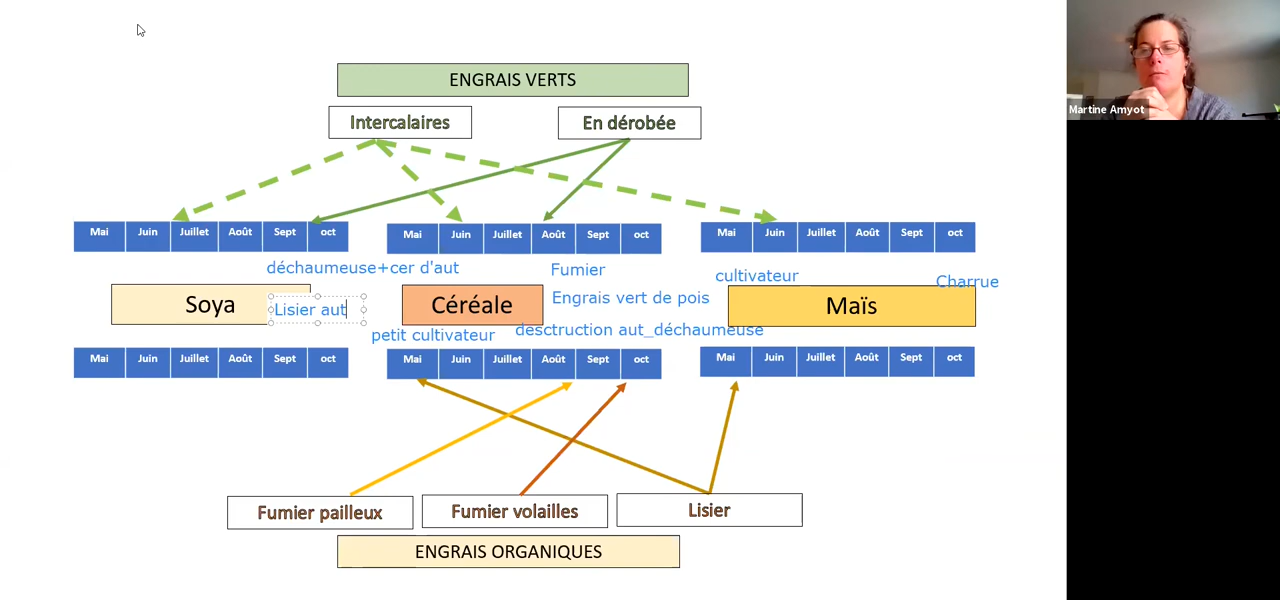 ENGRAIS VERTS
Intercalaires
En dérobée
Martine Amyot
Mai Juin Juillet Août Sept oct
Mai Juin Juillet Août Sept oct
Mai Juin Juillet Août Sept oct
déchaumeuse+cer d'aut
Fumier
cultivateur
Charrue
Soya
Lisier aut
Céréale
Engrais vert de pois
Maïs
petit cultivateur
desctruction aut_déchaumeuse
Mai Juin Juillet Août Sept oct
Mai Juin Juillet Août Sept oct
Mai Juin Juillet Août Sept oct
Fumier pailleux
Fumier volailles
Lisier
ENGRAIS ORGANIQUES